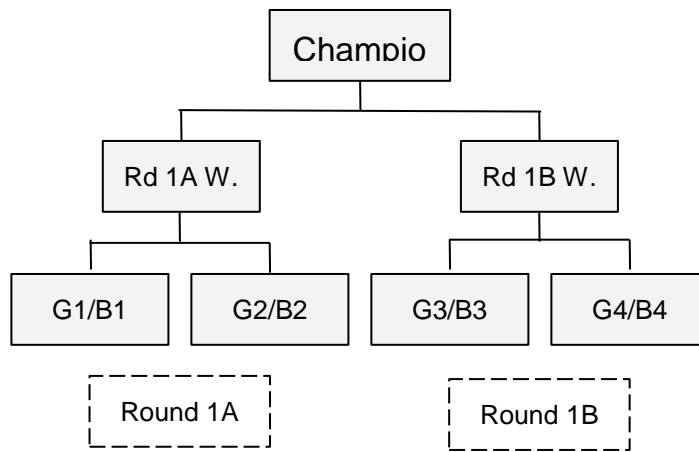 Champio
Rd 1A W.
Rd 1B W.
G1/B1
G2/B2
G3/B3
G4/B4
Round 1A
Round 1B